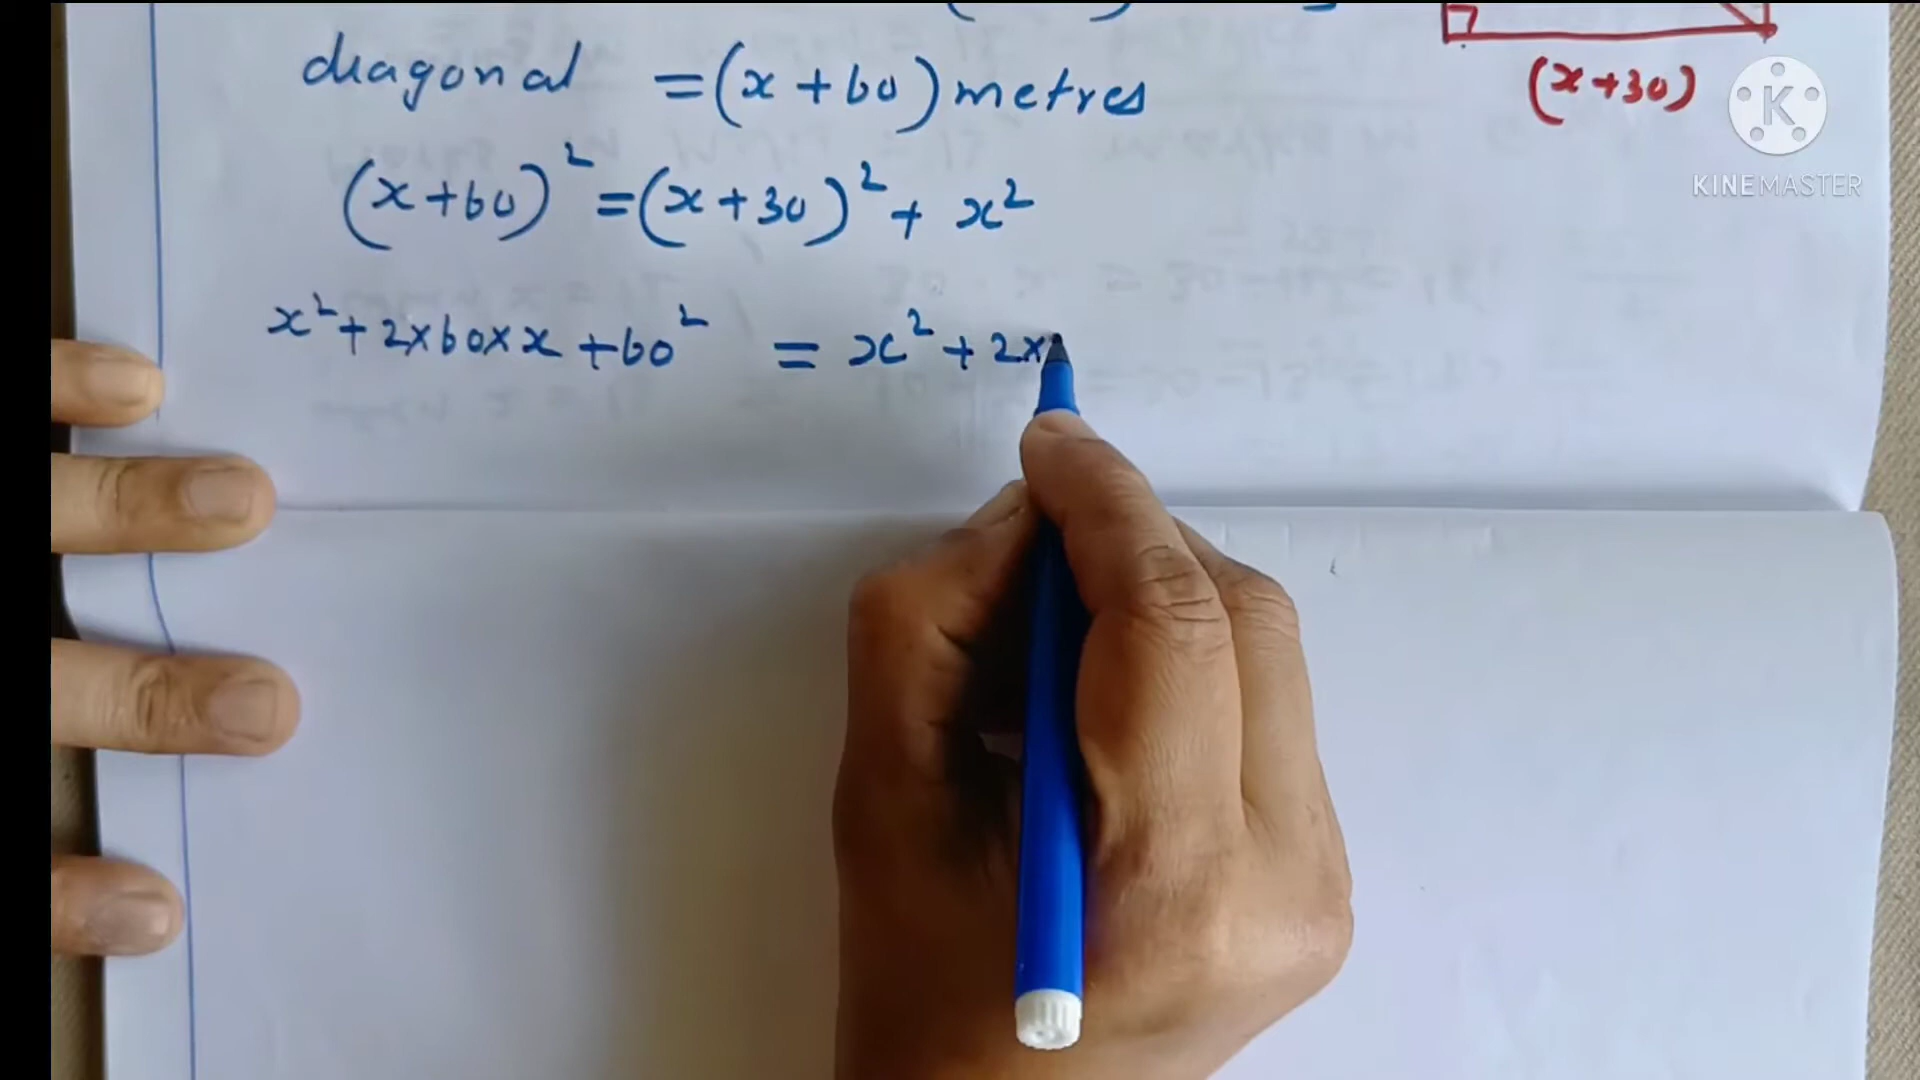 diagonal = (x + 60) metres
(x + 30)
KINEMASTER
(x + 60)² = (x + 30)² + x²
x² + 2×60×x + 60² = x² + 2×